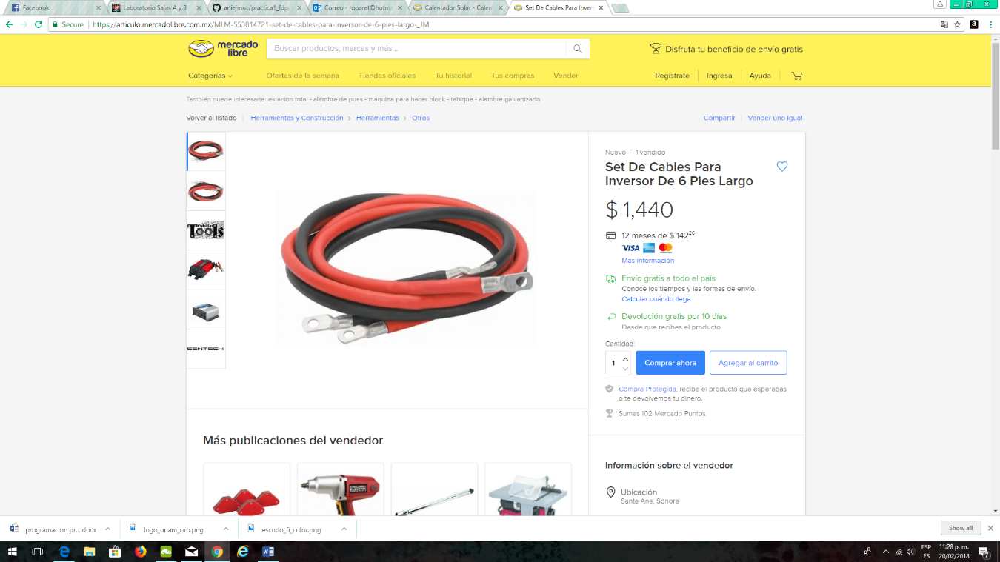 Facebook
Laboratorio Salas A y B
aniejmnz/practica1_fdp
Correo - roparet@hotm
Calentador Solar - Calen
Set De Cables Para Inver
Secure
https://articulo.mercadolibre.com.mx/MLM-553814721-set-de-cables-para-inversor-de-6-pies-largo-_JM
mercado
libre
Buscar productos, marcas y más...
Disfruta tu beneficio de envío gratis
Categorías
Ofertas de la semana
Tiendas oficiales
Tu historial
Tus compras
Vender
Regístrate
Ingresa
Ayuda
También puede interesarte: estacion total - alambre de puas - maquina para hacer block - tabique - alambre galvanizado
Volver al listado
Herramientas y Construcción > Herramientas > Otros
Compartir
Vender uno igual
Nuevo - 1 vendido
Set De Cables Para
Inversor De 6 Pies Largo
$ 1,440
12 meses de $ 142 26
VISA
Más información
Envío gratis a todo el país
Conoce los tiempos y las formas de envío.
Calcular cuándo llega
Devolución gratis por 10 días
Desde que recibes el producto
Cantidad:
1
Comprar ahora
Agregar al carrito
Compra Protegida, recibe el producto que esperabas
o te devolvemos tu dinero.
Sumas 102 Mercado Puntos.
Tools
CENTECH
Más publicaciones del vendedor
Información sobre el vendedor
Ubicación
Santa Ana, Sonora
programacion pr....docx
logo_unam_oro.png
escudo_fi_color.png
Show all
ESP
ES
11:28 p. m.
20/02/2018
7